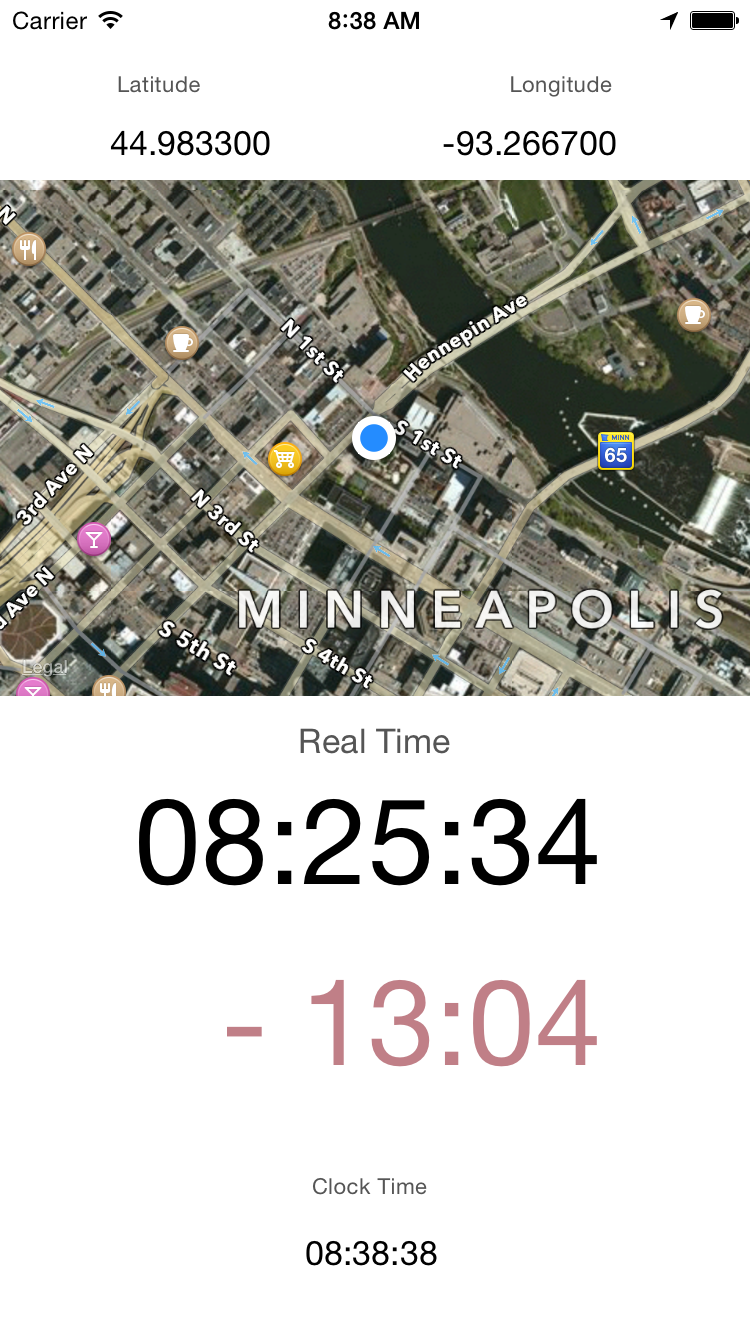 Carrier 8:38 AM
Latitude Longitude
44.983300 -93.266700
N
N 1st St
Hennepin Ave
S 1st St
MINN
65
3rd Ave N
N 3rd St
d Ave N
MINNEAPOLIS
S 5th St
S 4th St
Legal
Real Time
08:25:34
- 13:04
Clock Time
08:38:38